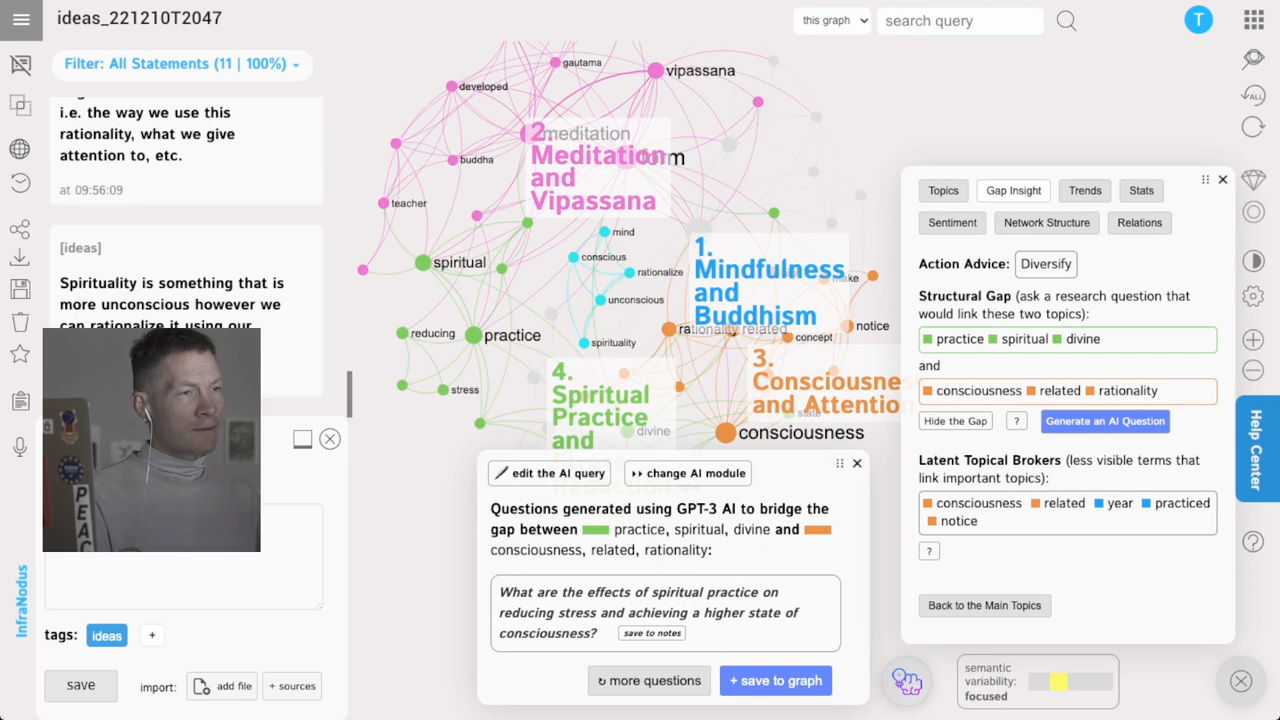 ideas_221210T2047
this graph
search query
T
Filter: All Statements (11 | 100%)
i.e. the way we use this
rationality, what we give
attention to, etc.
at 09:56:09
[ideas]
Spirituality is something that is
more unconscious however we
can rationalize it using our
tags:
ideas
+
save
import:
add file
+ sources
InfraNodus
PEAC
gautama
vipassana
developed
meditation
form
buddha
teacher
2.
Meditation
and
Vipassana
mind
conscious
rationalize
unconscious
spirituality
spiritual
reducing
practice
stress
1.
Mindfulness
and
Buddhism
make
rationality related
notice
concept
3.
Consciousne
and Attention
state
4.
Spiritual
Practice
and
divine
consciousness
edit the AI query
change AI module
Questions generated using GPT-3 AI to bridge the
gap between practice, spiritual, divine and
consciousness, related, rationality:
What are the effects of spiritual practice on
reducing stress and achieving a higher state of
consciousness? save to notes
↻ more questions
+ save to graph
Topics
Gap Insight
Trends
Stats
Sentiment
Network Structure
Relations
Action Advice: Diversify
Structural Gap (ask a research question that
would link these two topics):
practice spiritual divine
and
consciousness related rationality
Hide the Gap
?
Generate an AI Question
Latent Topical Brokers (less visible terms that
link important topics):
consciousness related year practiced
notice
?
Back to the Main Topics
semantic
variability:
focused
ALL
Help Center